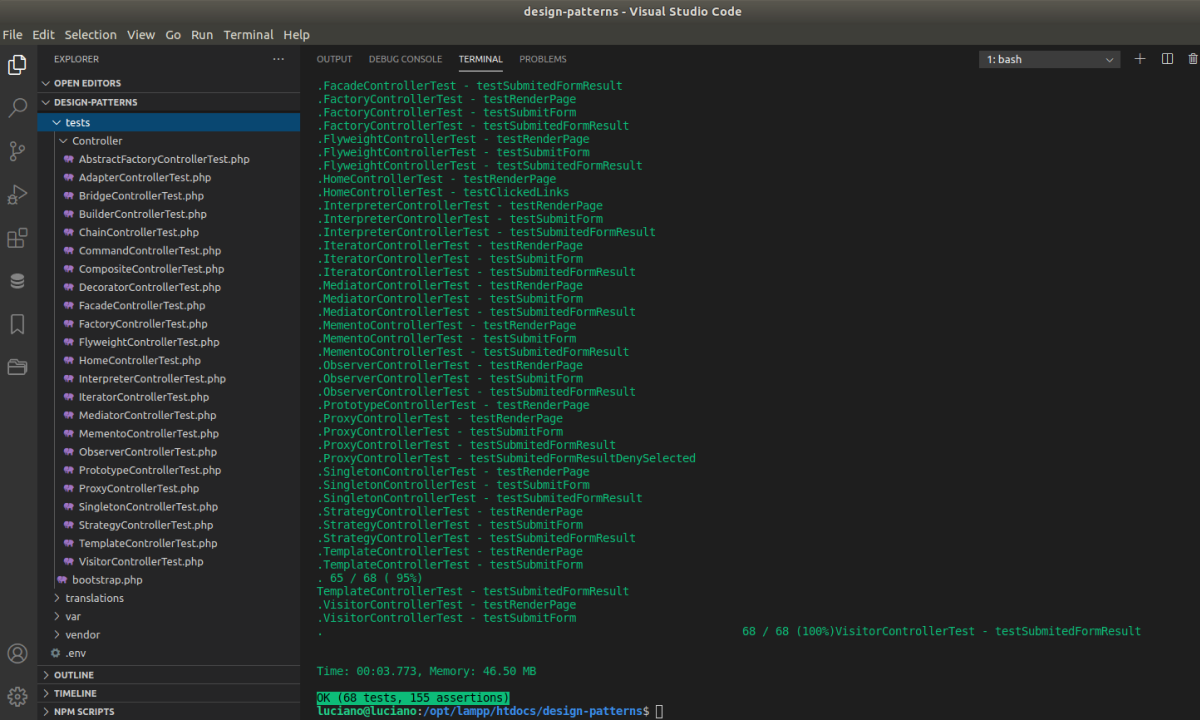 design-patterns - Visual Studio Code
File Edit Selection View Go Run Terminal Help
EXPLORER
OPEN EDITORS
DESIGN-PATTERNS
tests
Controller
AbstractFactoryControllerTest.php
AdapterControllerTest.php
BridgeControllerTest.php
BuilderControllerTest.php
ChainControllerTest.php
CommandControllerTest.php
CompositeControllerTest.php
DecoratorControllerTest.php
FacadeControllerTest.php
FactoryControllerTest.php
FlyweightControllerTest.php
HomeControllerTest.php
InterpreterControllerTest.php
IteratorControllerTest.php
MediatorControllerTest.php
MementoControllerTest.php
ObserverControllerTest.php
PrototypeControllerTest.php
ProxyControllerTest.php
SingletonControllerTest.php
StrategyControllerTest.php
TemplateControllerTest.php
VisitorControllerTest.php
bootstrap.php
translations
var
vendor
.env
OUTLINE
TIMELINE
NPM SCRIPTS
OUTPUT DEBUG CONSOLE TERMINAL PROBLEMS 1: bash
.FacadeControllerTest - testSubmitedFormResult
.FactoryControllerTest - testRenderPage
.FactoryControllerTest - testSubmitForm
.FactoryControllerTest - testSubmitedFormResult
.FlyweightControllerTest - testRenderPage
.FlyweightControllerTest - testSubmitForm
.FlyweightControllerTest - testSubmitedFormResult
.HomeControllerTest - testRenderPage
.HomeControllerTest - testClickedLinks
.InterpreterControllerTest - testRenderPage
.InterpreterControllerTest - testSubmitForm
.InterpreterControllerTest - testSubmitedFormResult
.IteratorControllerTest - testRenderPage
.IteratorControllerTest - testSubmitForm
.IteratorControllerTest - testSubmitedFormResult
.MediatorControllerTest - testRenderPage
.MediatorControllerTest - testSubmitForm
.MediatorControllerTest - testSubmitedFormResult
.MementoControllerTest - testRenderPage
.MementoControllerTest - testSubmitForm
.MementoControllerTest - testSubmitedFormResult
.ObserverControllerTest - testRenderPage
.ObserverControllerTest - testSubmitForm
.ObserverControllerTest - testSubmitedFormResult
.PrototypeControllerTest - testRenderPage
.ProxyControllerTest - testRenderPage
.ProxyControllerTest - testSubmitForm
.ProxyControllerTest - testSubmitedFormResult
.ProxyControllerTest - testSubmitedFormResultDenySelected
.SingletonControllerTest - testRenderPage
.SingletonControllerTest - testSubmitForm
.SingletonControllerTest - testSubmitedFormResult
.StrategyControllerTest - testRenderPage
.StrategyControllerTest - testSubmitForm
.StrategyControllerTest - testSubmitedFormResult
.TemplateControllerTest - testRenderPage
.TemplateControllerTest - testSubmitForm
. 65 / 68 ( 95%)
TemplateControllerTest - testSubmitedFormResult
.VisitorControllerTest - testRenderPage
.VisitorControllerTest - testSubmitForm
. 68 / 68 (100%)VisitorControllerTest - testSubmitedFormResult
Time: 00:03.773, Memory: 46.50 MB
OK (68 tests, 155 assertions)
luciano@luciano:/opt/lampp/htdocs/design-patterns$